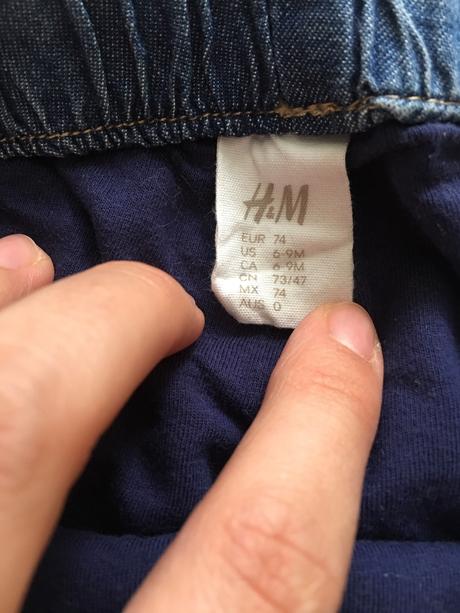 H&M
EUR 74
US 6-9M
CA 6-9M
CN 73/47
MX 74
AUS 0